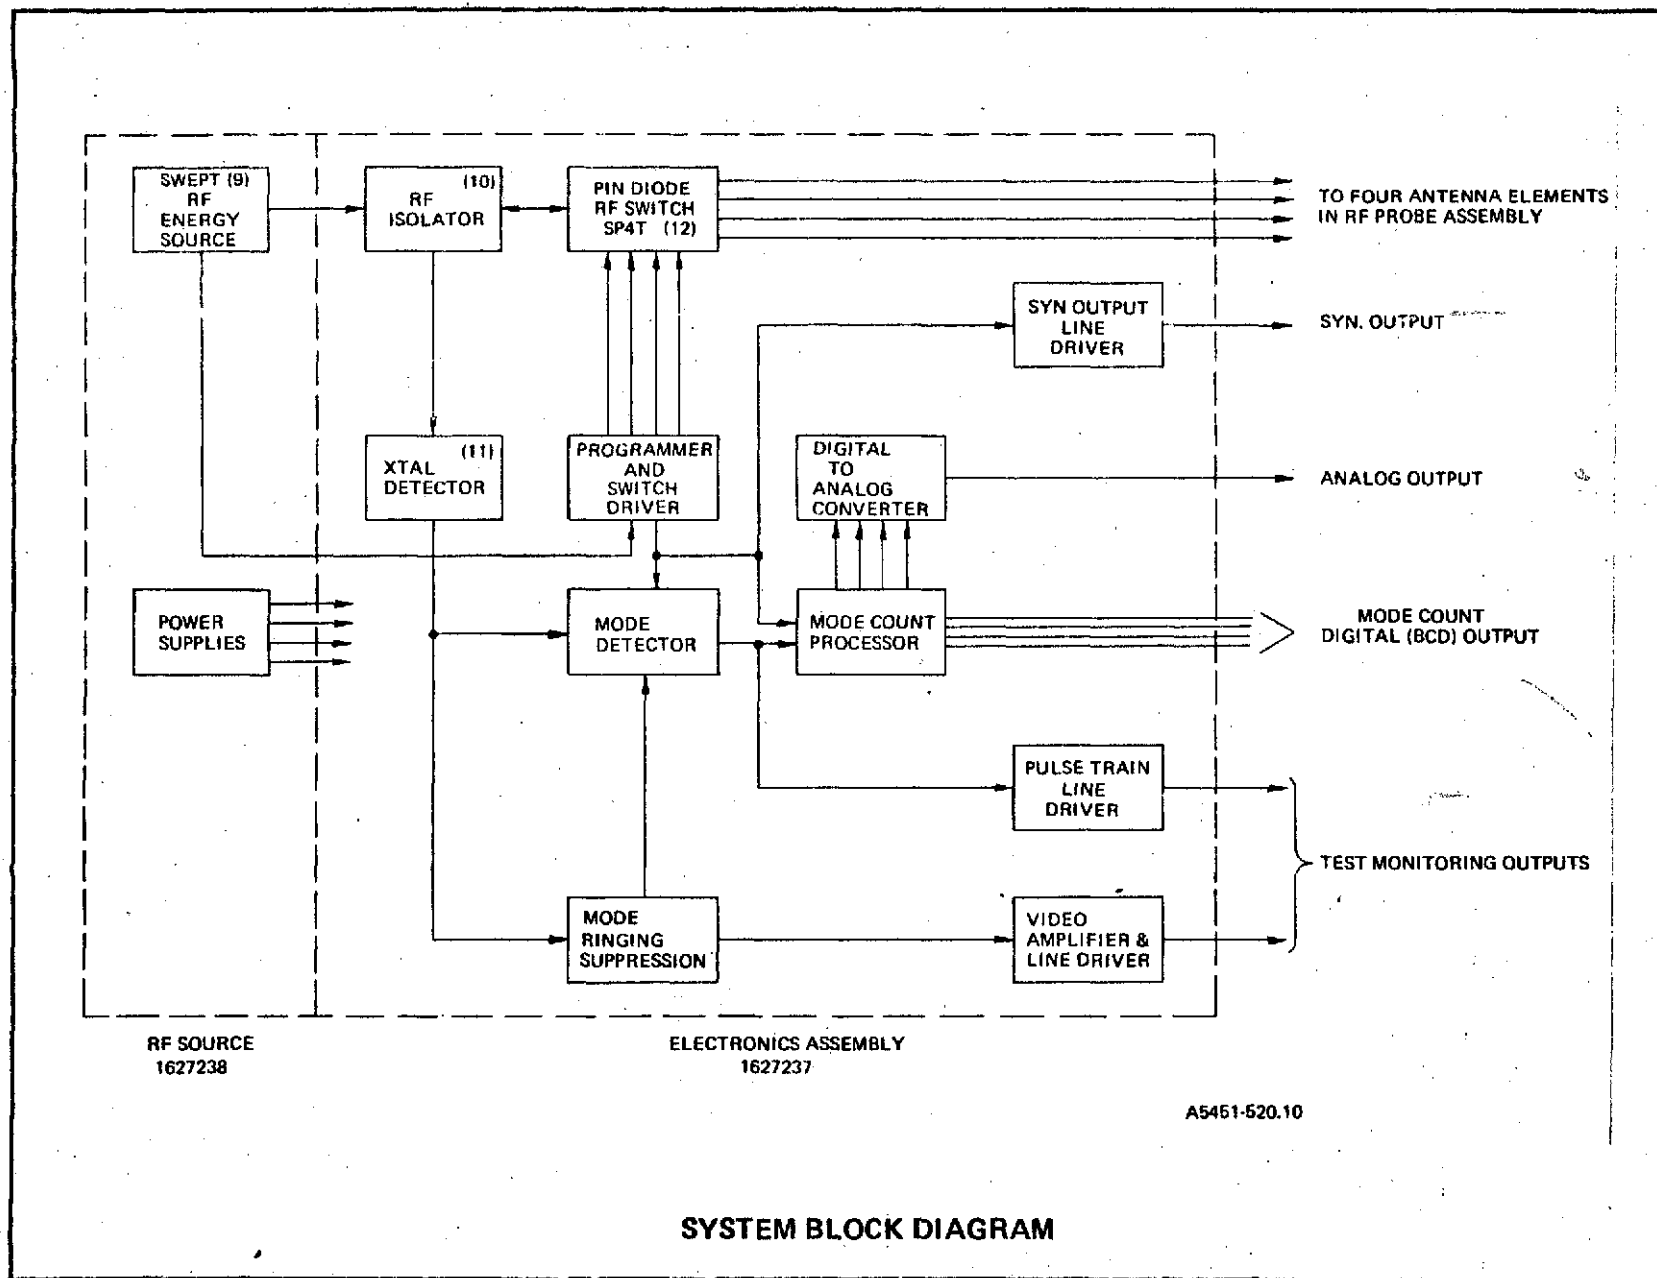 SWEPT (9)
RF
ENERGY
SOURCE
(10)
RF
ISOLATOR
PIN DIODE
RF SWITCH
SP4T (12)
TO FOUR ANTENNA ELEMENTS
IN RF PROBE ASSEMBLY
SYN OUTPUT
LINE
DRIVER
SYN. OUTPUT
(11)
XTAL
DETECTOR
PROGRAMMER
AND
SWITCH
DRIVER
DIGITAL
TO
ANALOG
CONVERTER
ANALOG OUTPUT
POWER
SUPPLIES
MODE
DETECTOR
MODE COUNT
PROCESSOR
MODE COUNT
DIGITAL (BCD) OUTPUT
PULSE TRAIN
LINE
DRIVER
TEST MONITORING OUTPUTS
MODE
RINGING
SUPPRESSION
VIDEO
AMPLIFIER &
LINE DRIVER
RF SOURCE
1627238
ELECTRONICS ASSEMBLY
1627237
A5451-520.10
SYSTEM BLOCK DIAGRAM